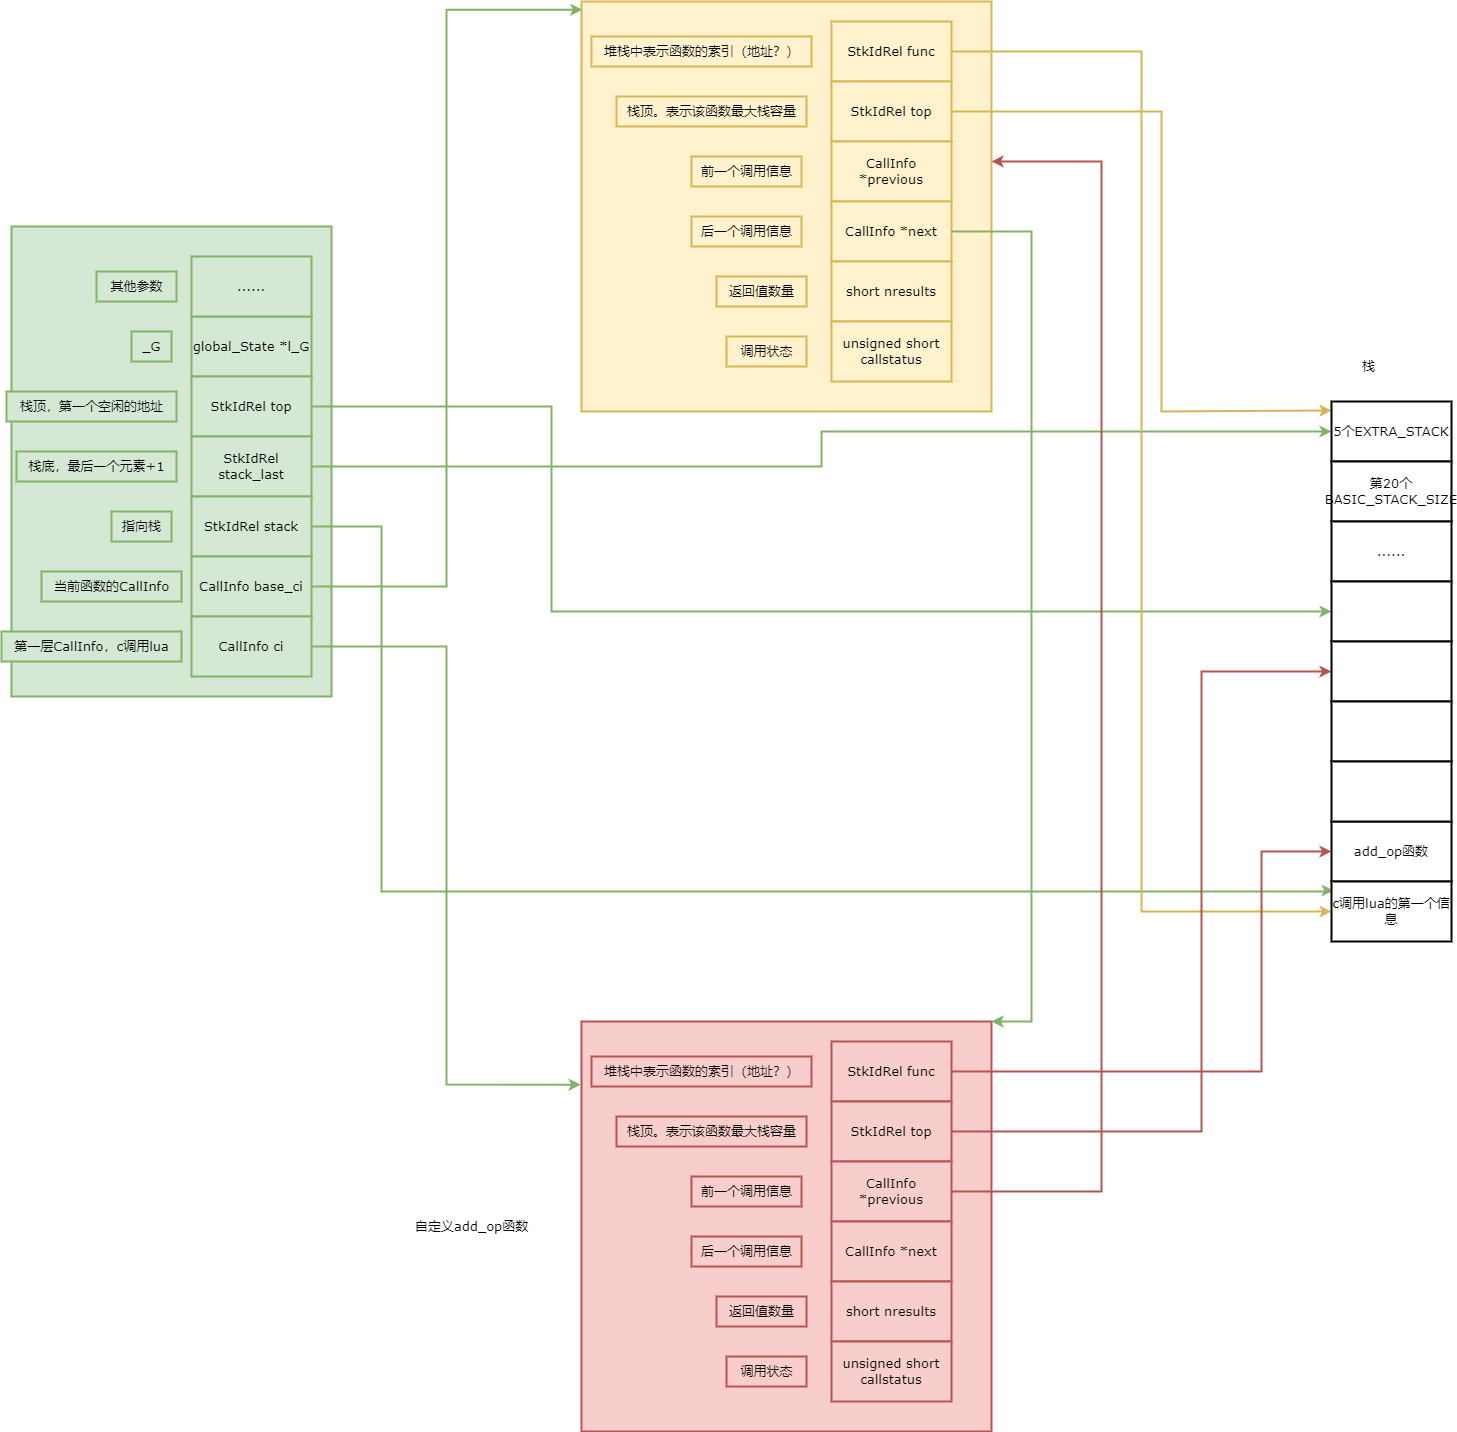 堆栈中表示函数的索引（地址？）
StkIdRel func
栈顶。表示该函数最大栈容量
StkIdRel top
前一个调用信息
CallInfo
*previous
后一个调用信息
CallInfo *next
返回值数量
short nresults
调用状态
unsigned short
callstatus
其他参数
......
_G
global_State *l_G
栈顶，第一个空闲的地址
StkIdRel top
栈底，最后一个元素+1
StkIdRel
stack_last
指向栈
StkIdRel stack
当前函数的CallInfo
CallInfo base_ci
第一层CallInfo，c调用lua
CallInfo ci
栈
5个EXTRA_STACK
第20个
BASIC_STACK_SIZE
......
add_op函数
c调用lua的第一个信
息
自定义add_op函数
堆栈中表示函数的索引（地址？）
StkIdRel func
栈顶。表示该函数最大栈容量
StkIdRel top
前一个调用信息
CallInfo
*previous
后一个调用信息
CallInfo *next
返回值数量
short nresults
调用状态
unsigned short
callstatus